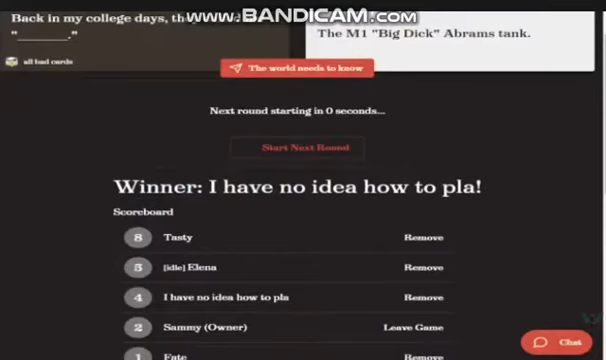 www.BANDICAM.com
Back in my college days, th
"________."
The M1 "Big Dick" Abrams tank.
all bad cards
The world needs to know
Next round starting in 0 seconds...
Start Next Round
Winner: I have no idea how to pla!
Scoreboard
8 Tasty Remove
5 [idle] Elena Remove
4 I have no idea how to pla Remove
2 Sammy (Owner) Leave Game
1 Fate Remove
Chat